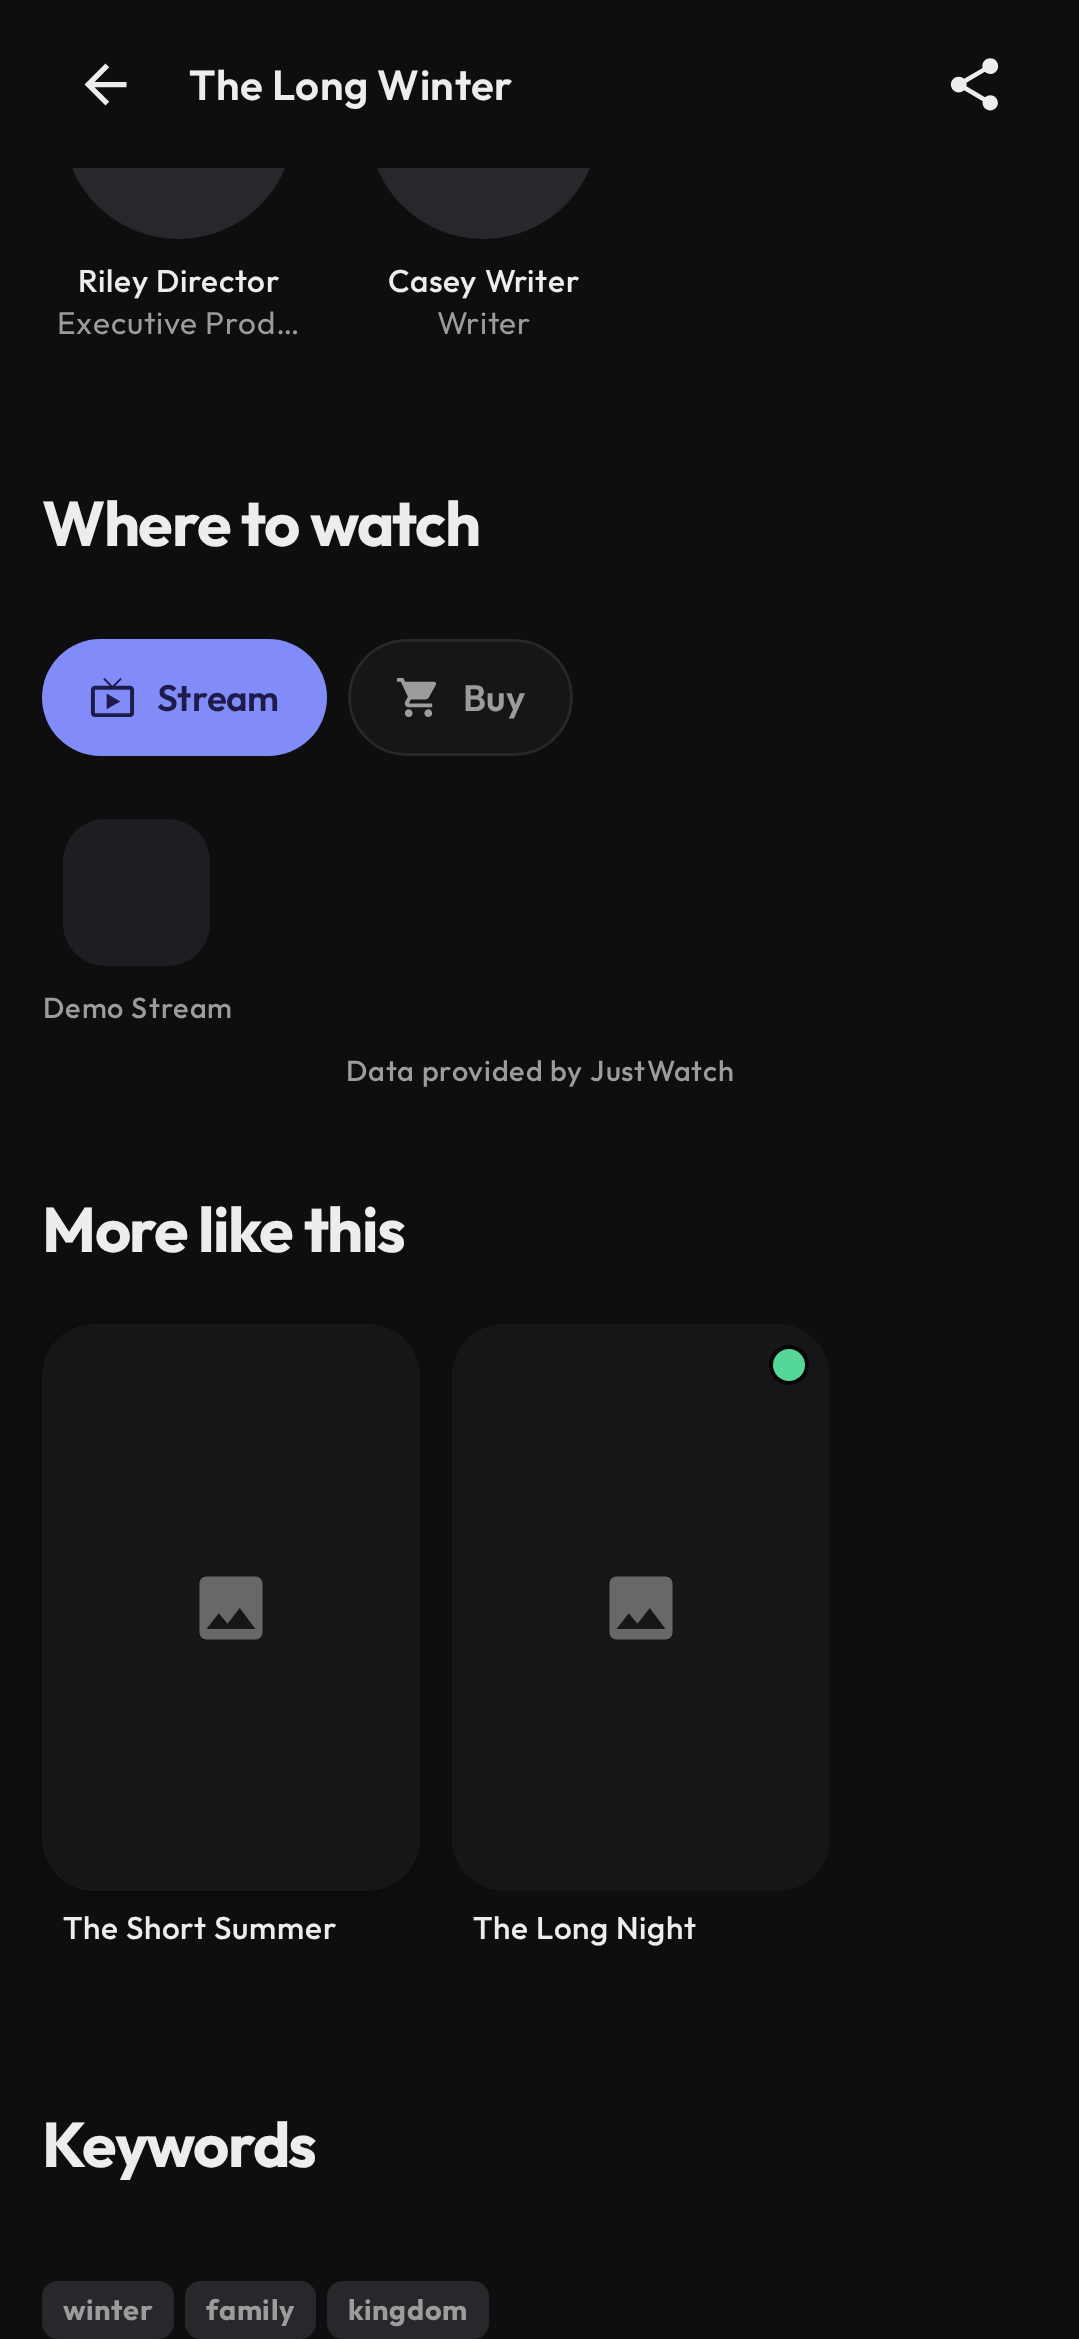 The Long Winter
Riley Director
Executive Prod...
Casey Writer
Writer
Where to watch
Stream
Buy
Demo Stream
Data provided by JustWatch
More like this
The Short Summer
The Long Night
Keywords
winter
family
kingdom